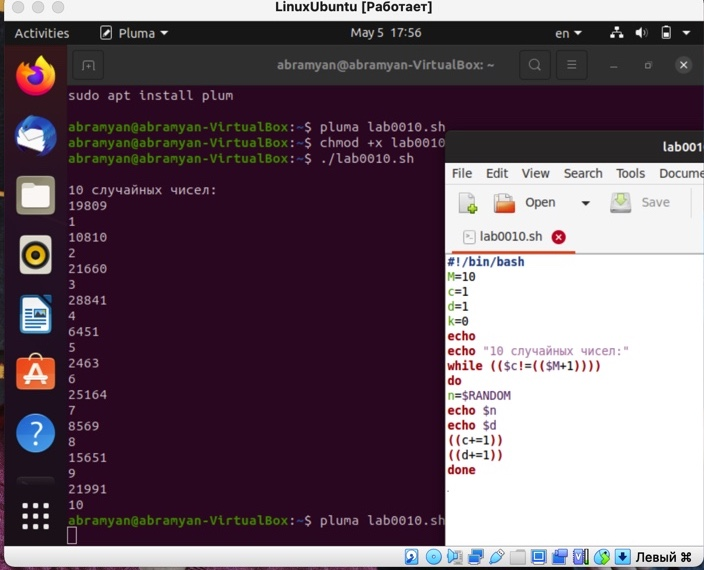 LinuxUbuntu [Работает]
Activities Pluma May 5 17:56 en
abramyan@abramyan-VirtualBox: ~
sudo apt install plum
abramyan@abramyan-VirtualBox:~$ pluma lab0010.sh
abramyan@abramyan-VirtualBox:~$ chmod +x lab0010
abramyan@abramyan-VirtualBox:~$ ./lab0010.sh
10 случайных чисел:
19809
1
10810
2
21660
3
28841
4
6451
5
2463
6
25164
7
8569
8
15651
9
21991
10
abramyan@abramyan-VirtualBox:~$ pluma lab0010.sh
lab001
File Edit View Search Tools Docume
Open Save
lab0010.sh
#!/bin/bash
M=10
c=1
d=1
k=0
echo
echo "10 случайных чисел:"
while (($c!=(($M+1))))
do
n=$RANDOM
echo $n
echo $d
((c+=1))
((d+=1))
done
Левый ⌘